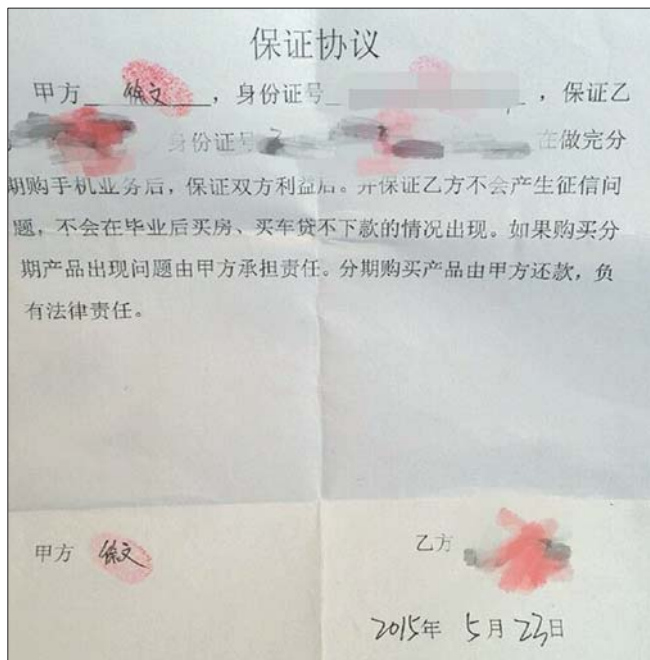 保证协议
甲方 徐文 ，身份证号 ，保证乙
身份证号 在做完分
期购手机业务后，保证双方利益后。并保证乙方不会产生征信问
题，不会在毕业后买房、买车贷不下款的情况出现。如果购买分
期产品出现问题由甲方承担责任。分期购买产品由甲方还款，负
有法律责任。
甲方 徐文 乙方
2015年 5月 23日